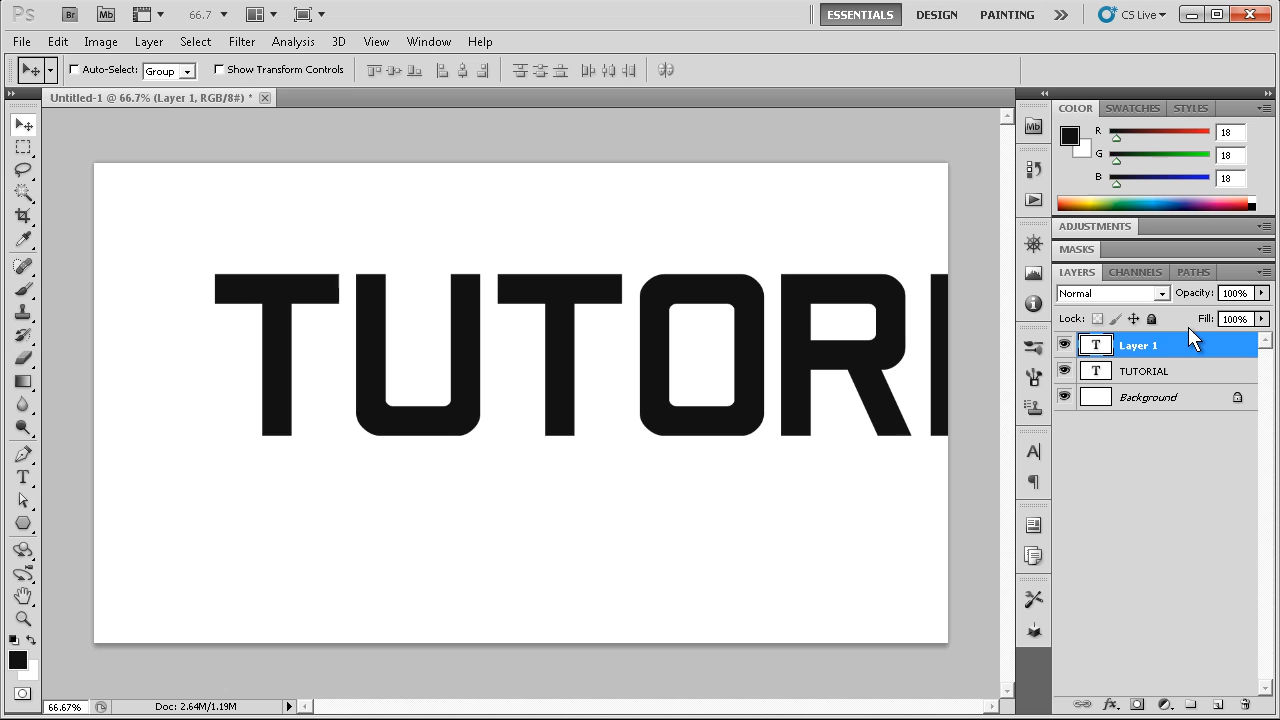 Ps Br Mb 66.7 ESSENTIALS DESIGN PAINTING CS Live
File Edit Image Layer Select Filter Analysis 3D View Window Help
Auto-Select: Group Show Transform Controls
Untitled-1 @ 66.7% (Layer 1, RGB/8#) *
COLOR SWATCHES STYLES
R 18
G 18
B 18
ADJUSTMENTS
MASKS
LAYERS CHANNELS PATHS
Normal Opacity: 100%
Lock: Fill: 100%
T Layer 1
T TUTORIAL
Background
TUTOR
Mb
A
T
66.67% Doc: 2.64M/1.19M
fx